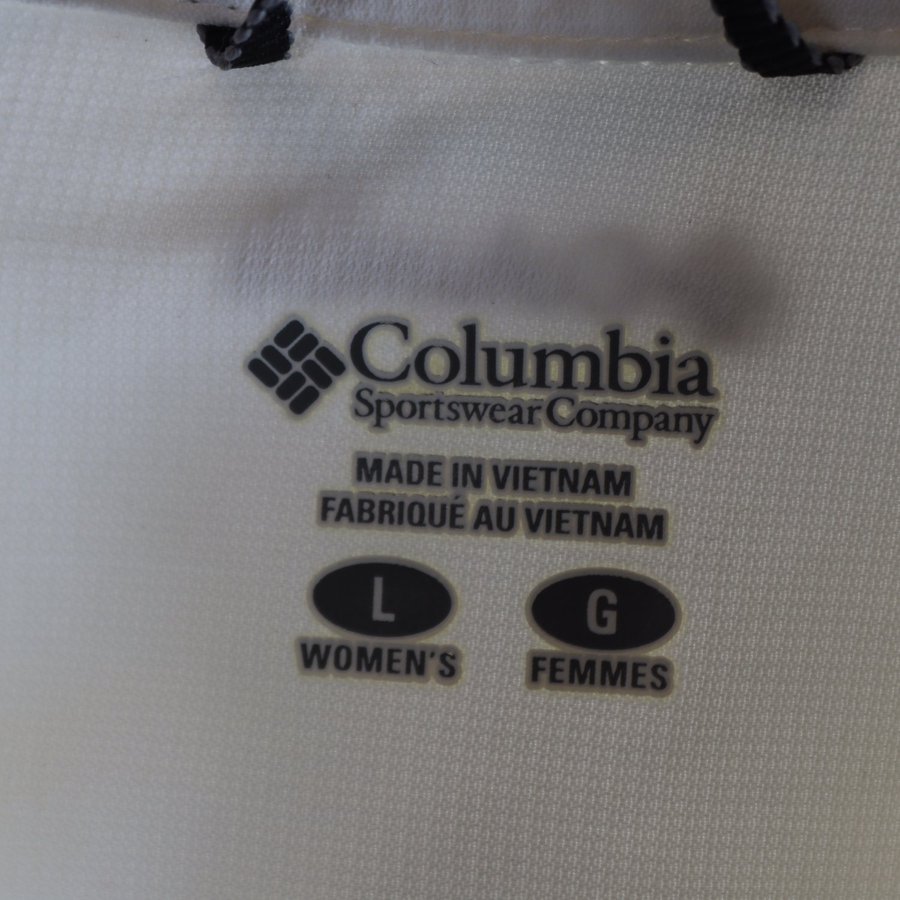 Columbia
Sportswear Company
MADE IN VIETNAM
FABRIQUÉ AU VIETNAM
L G
WOMEN'S FEMMES